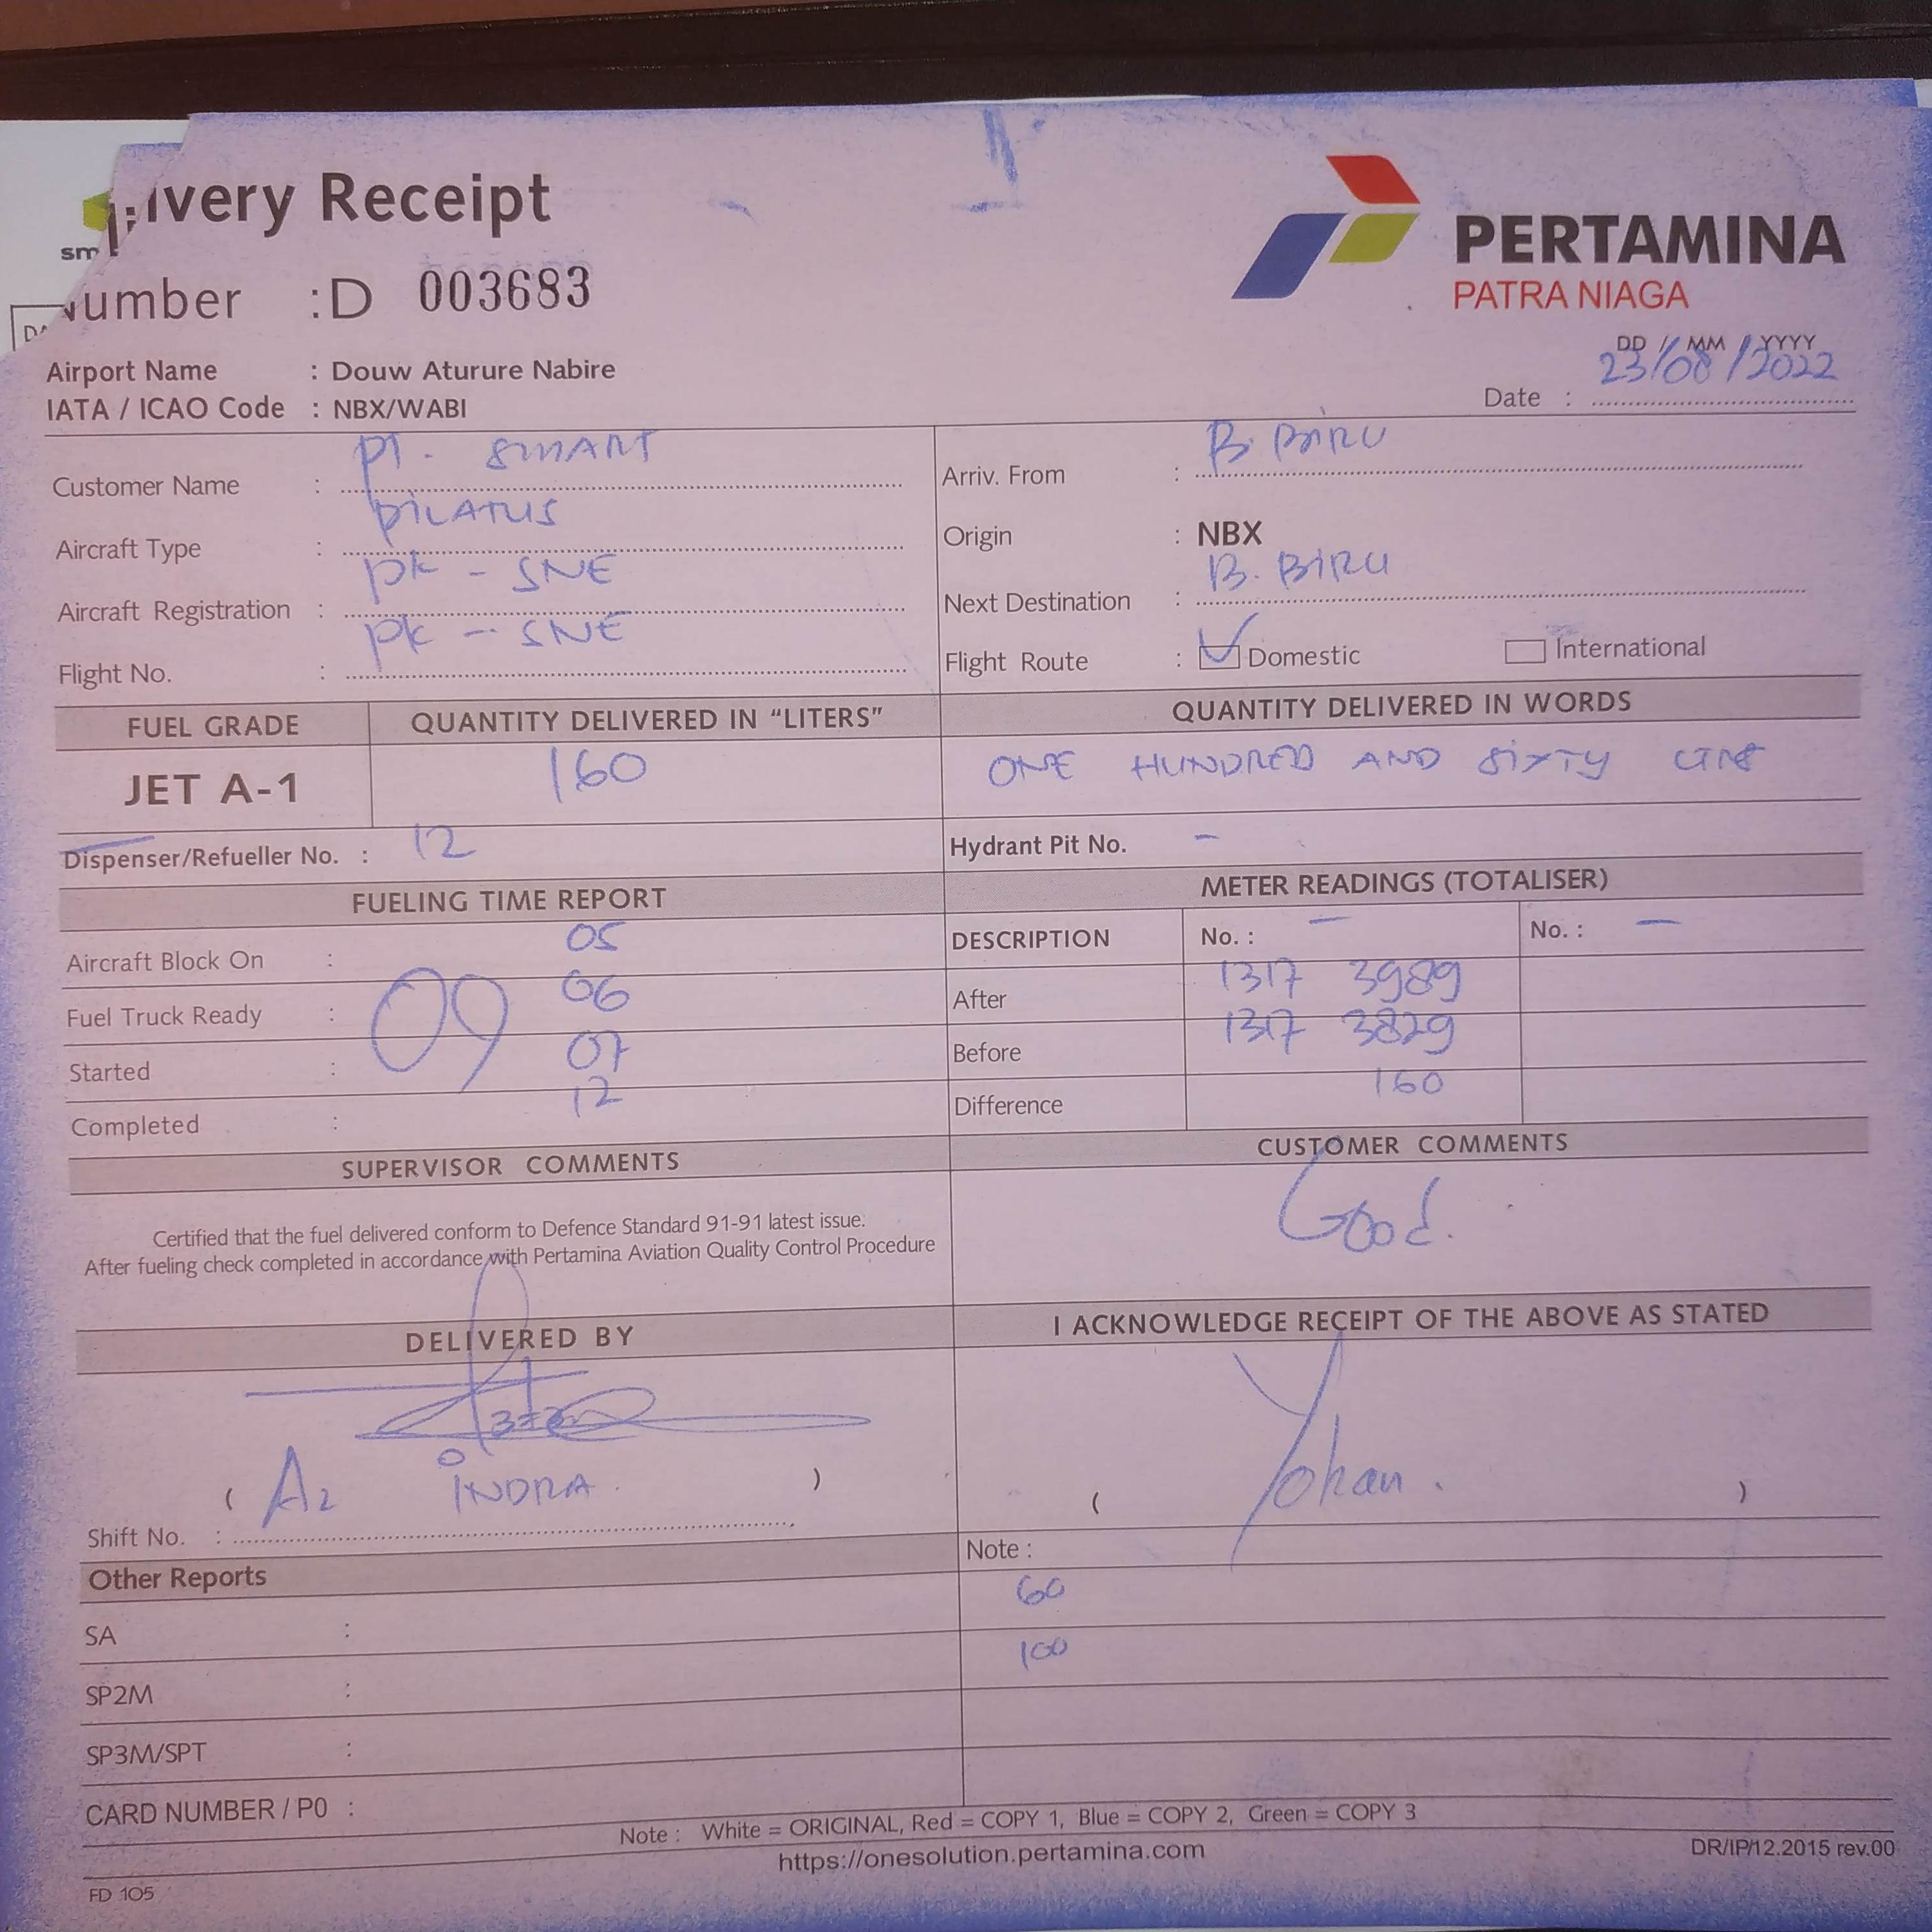 ivery Receipt
PERTAMINA
PATRA NIAGA
sm
umber : D 003683
DD / MM / YYYY
Airport Name : Douw Aturure Nabire
Date : 23/08/2022
IATA / ICAO Code : NBX/WABI
Customer Name : PT. SMART
Arriv. From : B. BIRU
Aircraft Type : PILATUS
Origin : NBX
Aircraft Registration : PK - SNE
Next Destination : B. BIRU
Flight No. : PK - SNE
Flight Route : Domestic International
FUEL GRADE QUANTITY DELIVERED IN "LITERS" QUANTITY DELIVERED IN WORDS
JET A-1 160 ONE HUNDRED AND SIXTY
Dispenser/Refueller No. : 12 Hydrant Pit No. -
FUELING TIME REPORT METER READINGS (TOTALISER)
DESCRIPTION No. : - No. : -
Aircraft Block On : 05
After 1317 3989
Fuel Truck Ready : 06
09
Before 1317 3829
Started : 07
Difference 160
Completed : 12
SUPERVISOR COMMENTS CUSTOMER COMMENTS
Good.
Certified that the fuel delivered conform to Defence Standard 91-91 latest issue.
After fueling check completed in accordance with Pertamina Aviation Quality Control Procedure
DELIVERED BY I ACKNOWLEDGE RECEIPT OF THE ABOVE AS STATED
( A2 INDRA. ) ( Yohan. )
Shift No. :
Note :
Other Reports
60
SA :
100
SP2M :
SP3M/SPT :
CARD NUMBER / P0 :
Note : White = ORIGINAL, Red = COPY 1, Blue = COPY 2, Green = COPY 3
https://onesolution.pertamina.com
DR/IP/12.2015 rev.00
FD 105